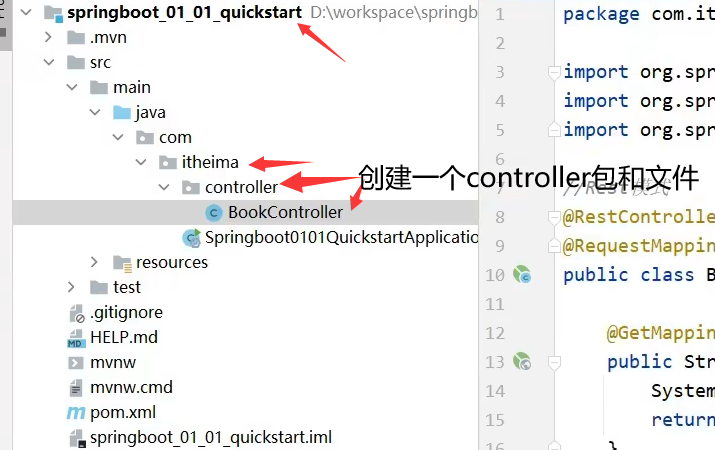 springboot_01_01_quickstart D:\workspace\springb
.mvn
src
main
java
com
itheima
controller
BookController
Springboot0101QuickstartApplicatio
resources
test
.gitignore
HELP.md
mvnw
mvnw.cmd
pom.xml
springboot_01_01_quickstart.iml
创建一个controller包和文件
1 package com.it
2
3 import org.spr
4 import org.spr
5 import org.spr
6
7 //Rest模式
8 @RestControlle
9 @RequestMappin
10 public class B
11
12 @GetMappin
13 public Str
14 System
15 return
16 }